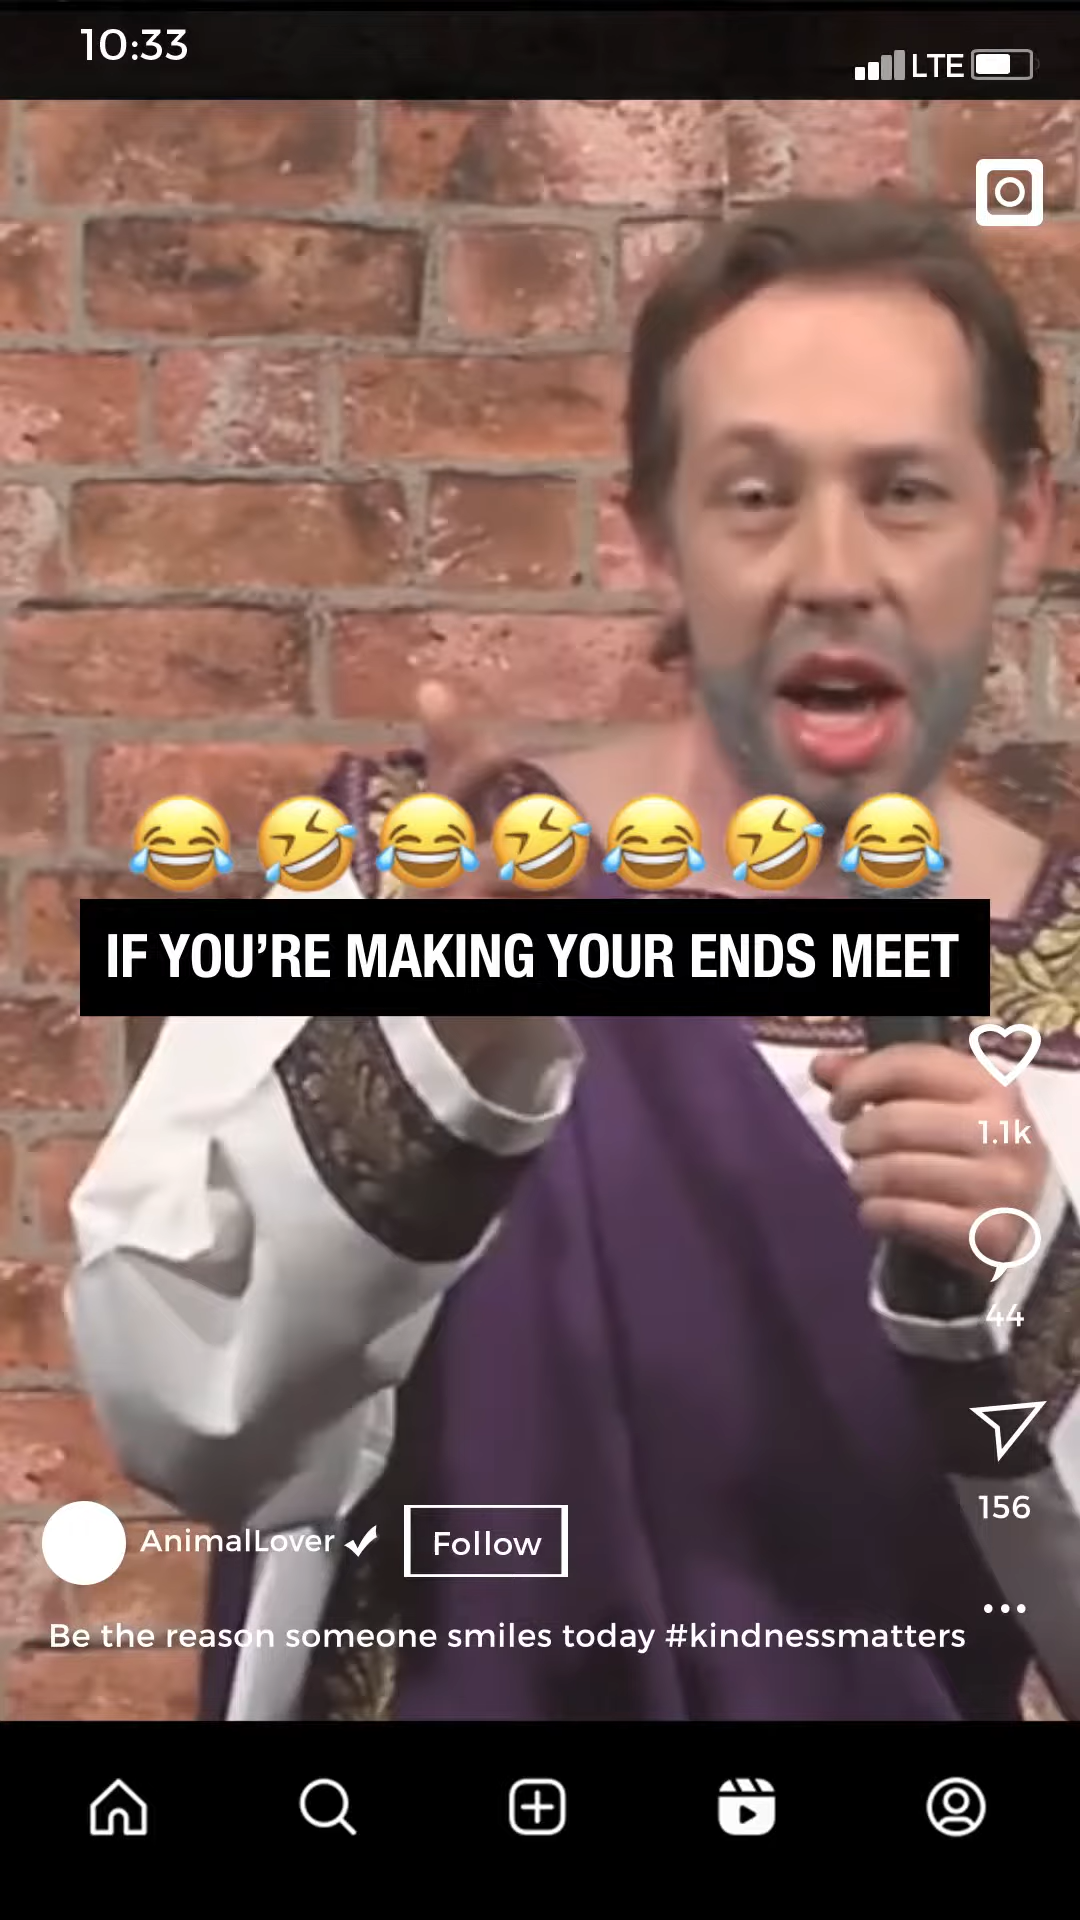 10:33
LTE
😂🤣😂🤣😂🤣😂
IF YOU’RE MAKING YOUR ENDS MEET
1.1k
44
156
AnimalLover
Follow
Be the reason someone smiles today #kindnessmatters